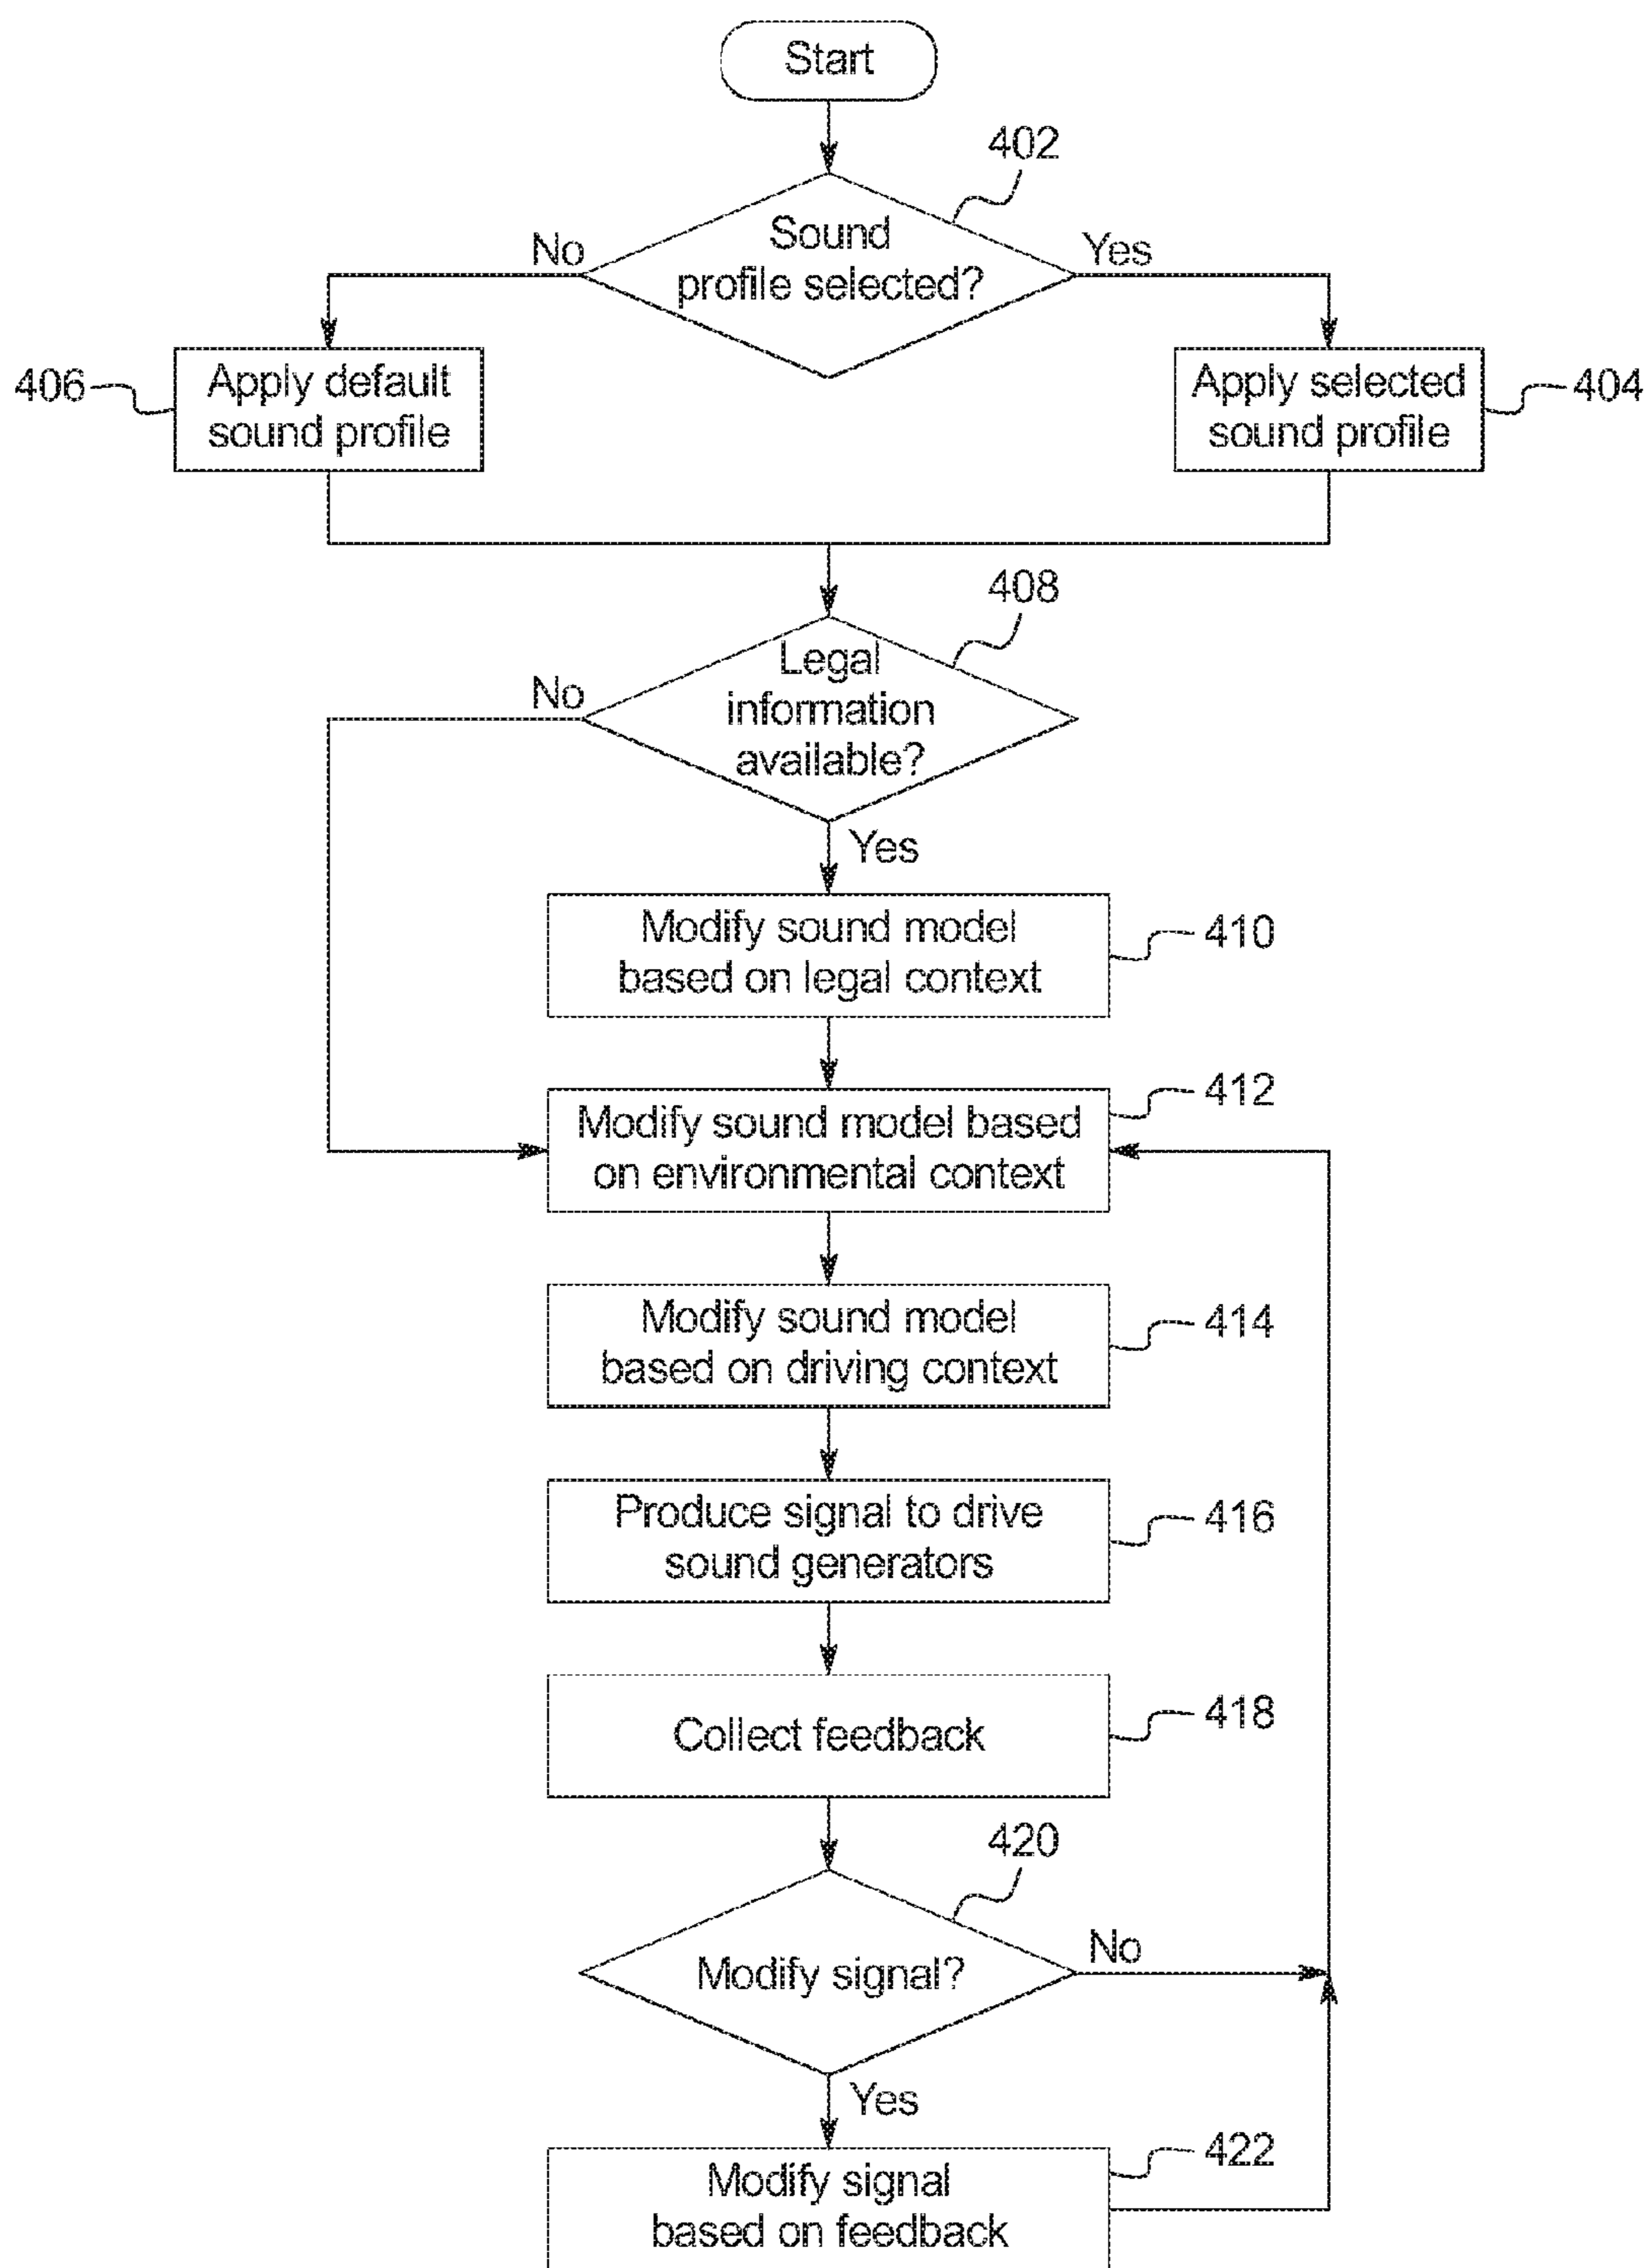 Start
402
Sound
profile selected?
No
Yes
406
Apply default
sound profile
Apply selected
sound profile
404
408
Legal
information
available?
No
Yes
Modify sound model
based on legal context
410
412
Modify sound model based
on environmental context
Modify sound model
based on driving context
414
Produce signal to drive
sound generators
416
Collect feedback
418
420
Modify signal?
No
Yes
422
Modify signal
based on feedback